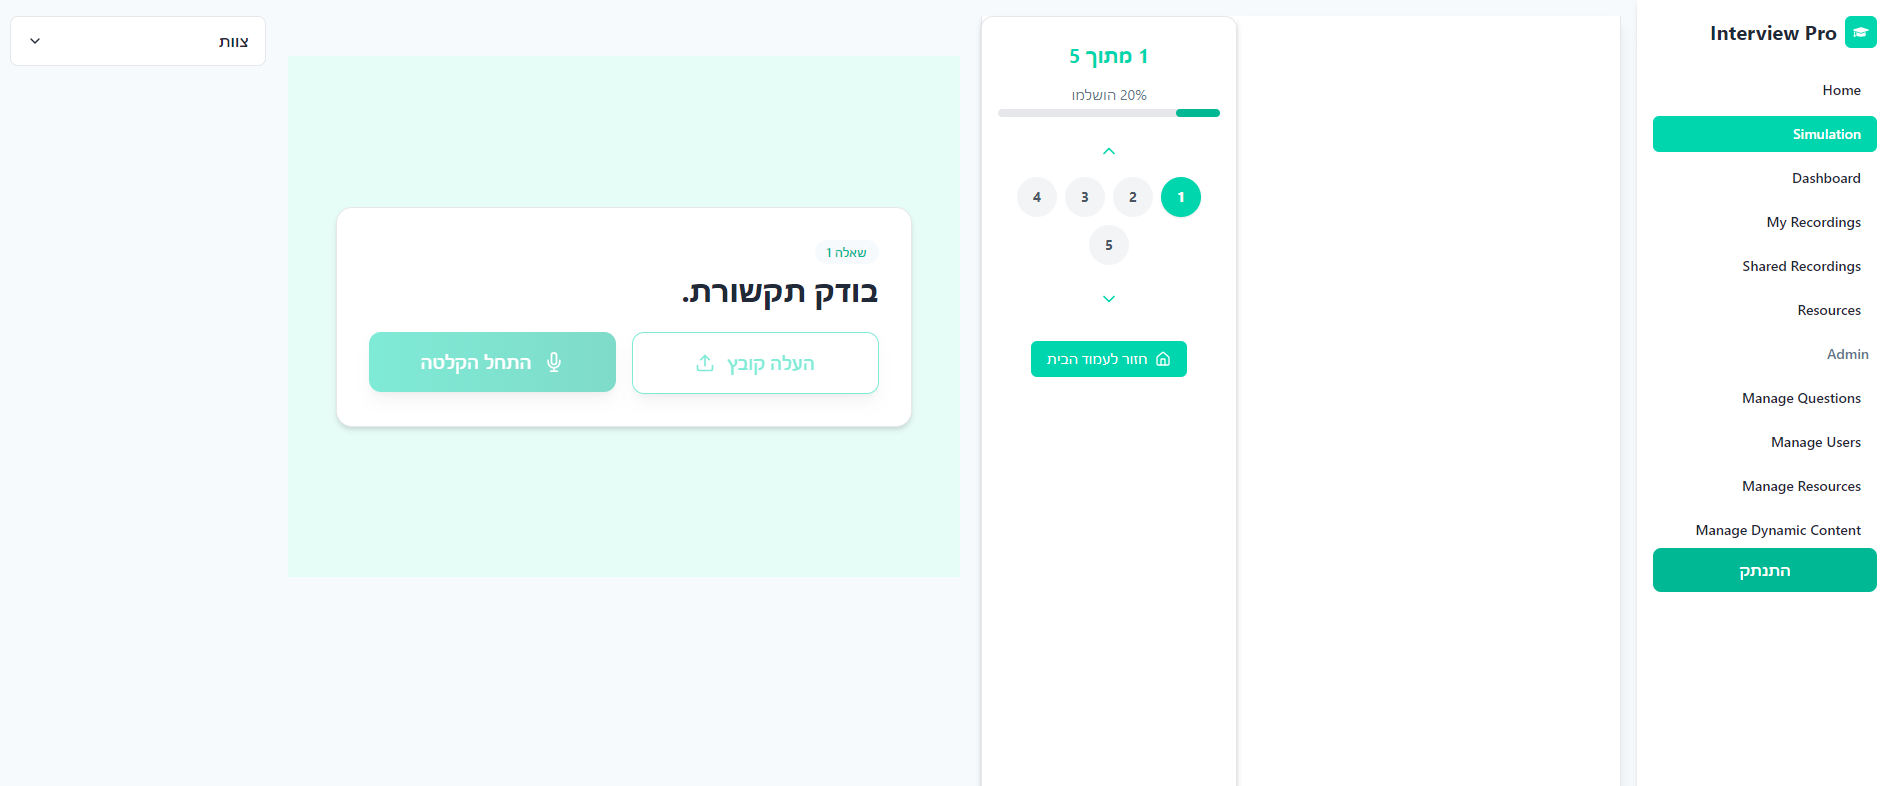 Interview Pro
Home
Simulation
Dashboard
My Recordings
Shared Recordings
Resources
Admin
Manage Questions
Manage Users
Manage Resources
Manage Dynamic Content
התנתק
1 מתוך 5
20% הושלמו
1 2 3 4
5
חזור לעמוד הבית
שאלה 1
בודק תקשורת.
העלה קובץ
התחל הקלטה
צוות